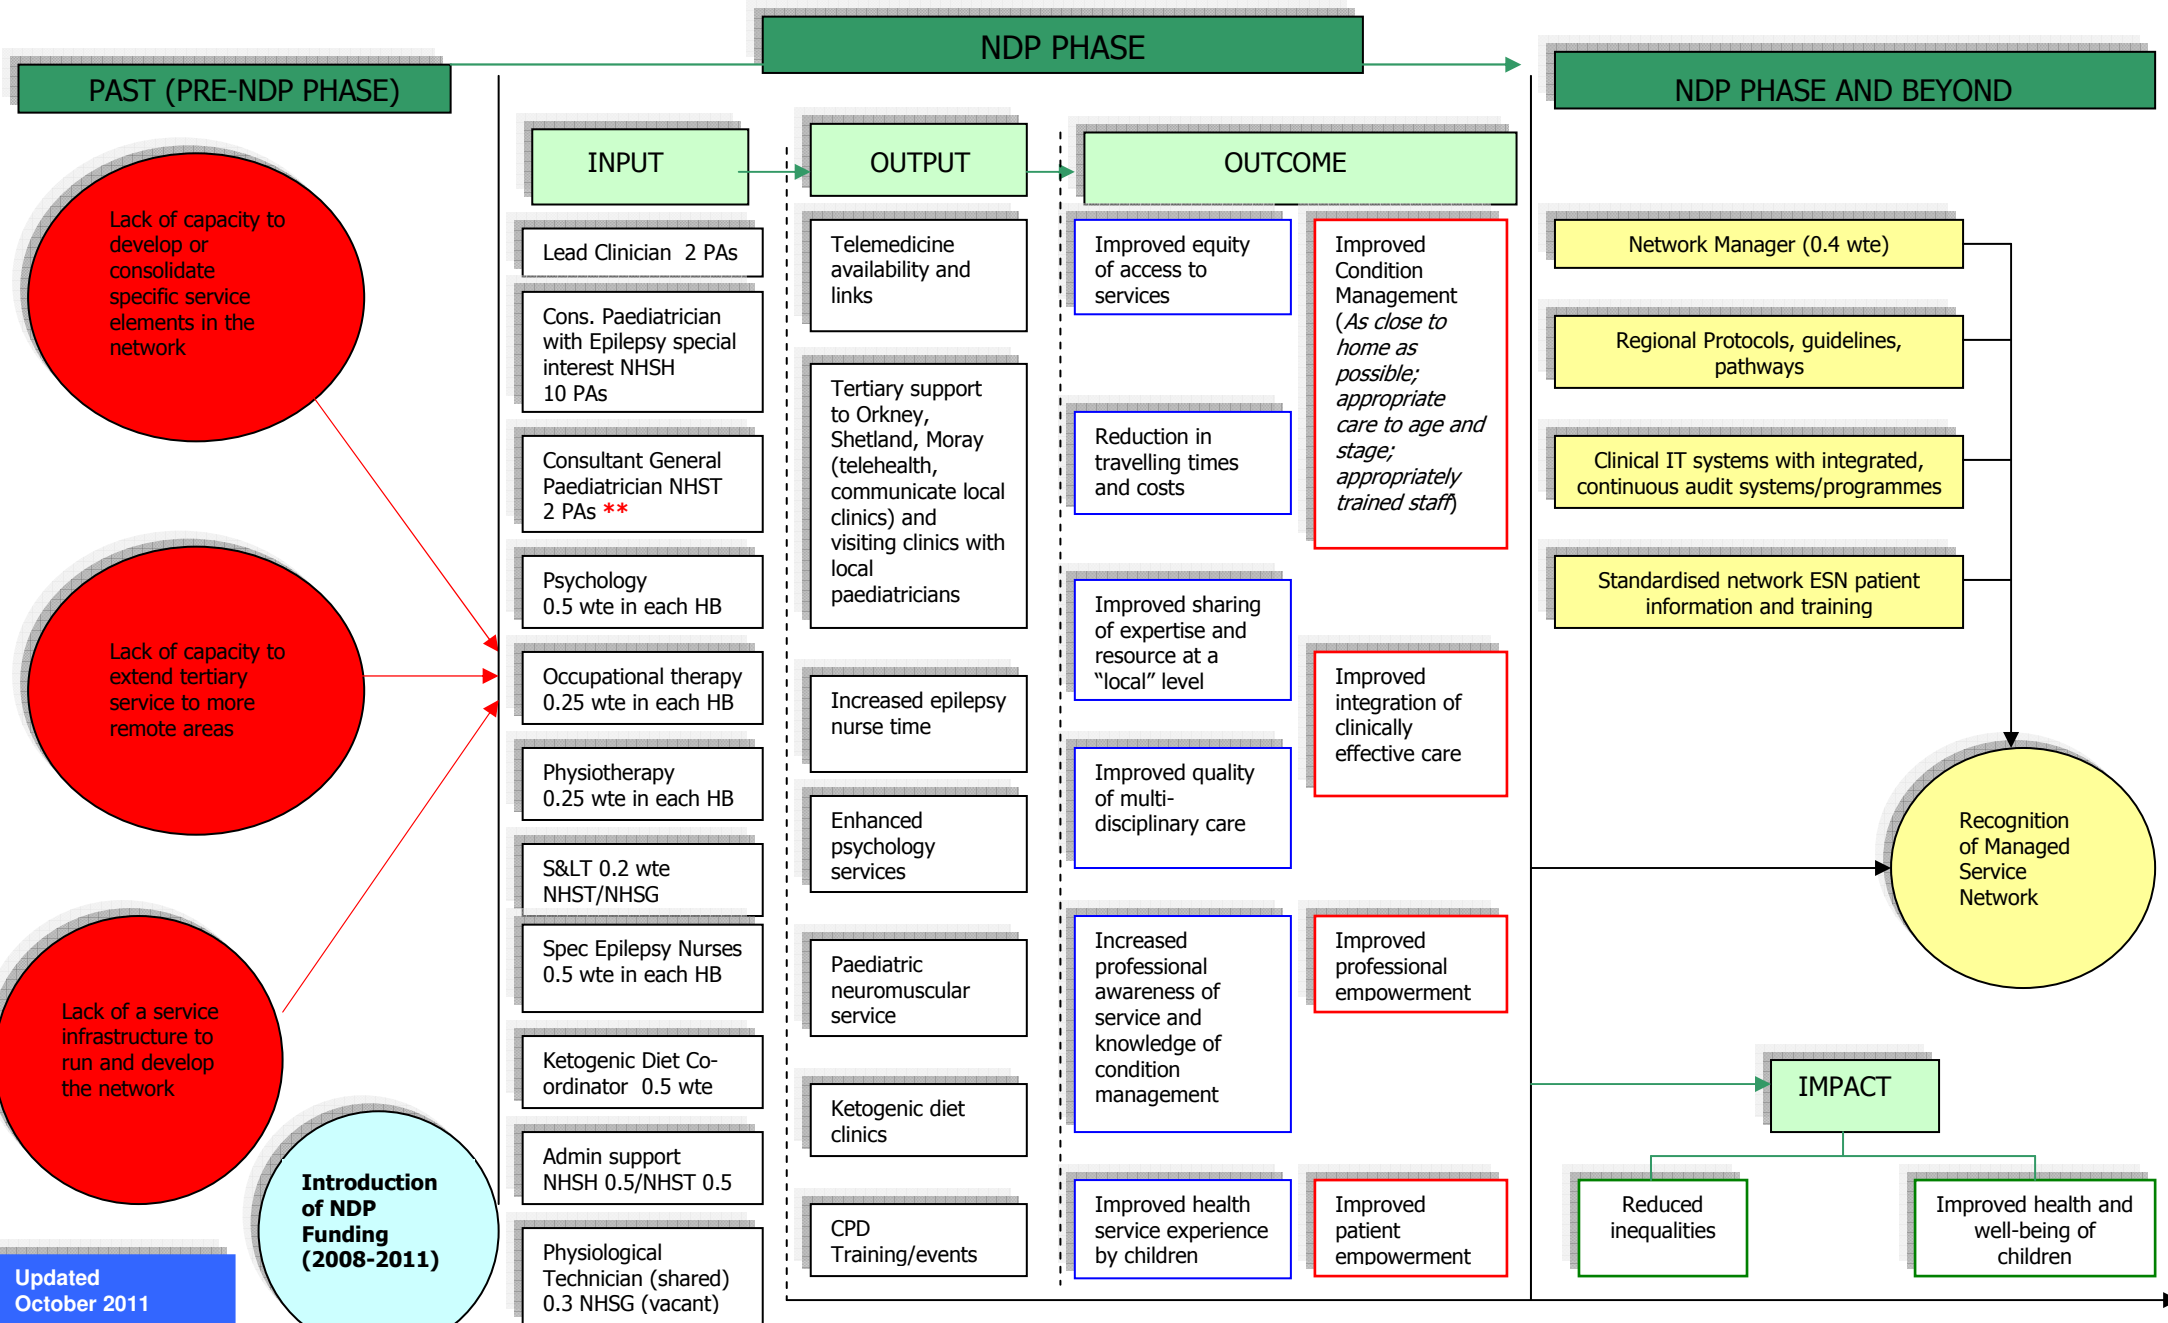 NDP PHASE
PAST (PRE-NDP PHASE)
NDP PHASE AND BEYOND
Lack of capacity to
develop or
consolidate
specific service
elements in the
network
Lack of capacity to
extend tertiary
service to more
remote areas
Lack of a service
infrastructure to
run and develop
the network
Introduction
of NDP
Funding
(2008-2011)
Updated
October 2011
INPUT
Lead Clinician  2 PAs
Cons. Paediatrician
with Epilepsy special
interest NHSH
10 PAs
Consultant General
Paediatrician NHST
2 PAs **
Psychology
0.5 wte in each HB
Occupational therapy
0.25 wte in each HB
Physiotherapy
0.25 wte in each HB
S&LT 0.2 wte
NHST/NHSG
Spec Epilepsy Nurses
0.5 wte in each HB
Ketogenic Diet Co-
ordinator  0.5 wte
Admin support
NHSH 0.5/NHST 0.5
Physiological
Technician (shared)
0.3 NHSG (vacant)
OUTPUT
Telemedicine
availability and
links
Tertiary support
to Orkney,
Shetland, Moray
(telehealth,
communicate local
clinics) and
visiting clinics with
local
paediatricians
Increased epilepsy
nurse time
Enhanced
psychology
services
Paediatric
neuromuscular
service
Ketogenic diet
clinics
CPD
Training/events
OUTCOME
Improved equity
of access to
services
Reduction in
travelling times
and costs
Improved sharing
of expertise and
resource at a
"local" level
Improved quality
of multi-
disciplinary care
Increased
professional
awareness of
service and
knowledge of
condition
management
Improved health
service experience
by children
Improved
Condition
Management
(As close to
home as
possible;
appropriate
care to age and
stage;
appropriately
trained staff)
Improved
integration of
clinically
effective care
Improved
professional
empowerment
Improved
patient
empowerment
Network Manager (0.4 wte)
Regional Protocols, guidelines,
pathways
Clinical IT systems with integrated,
continuous audit systems/programmes
Standardised network ESN patient
information and training
Recognition
of Managed
Service
Network
IMPACT
Reduced
inequalities
Improved health and
well-being of
children